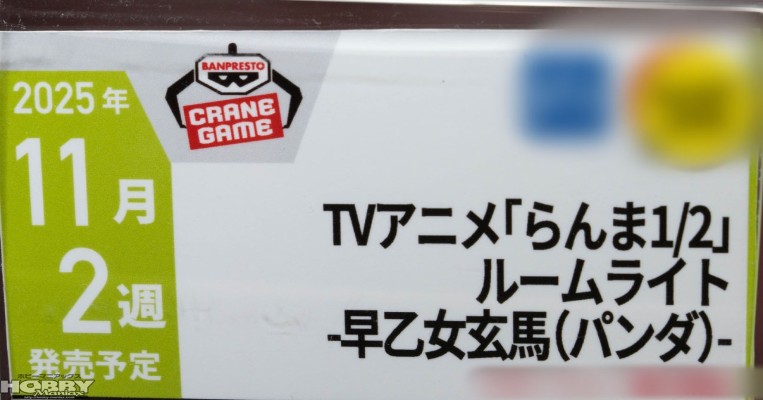 2025年
11月
2週
発売予定
BANPRESTO
CRANE
GAME
TVアニメ「らんま1/2」
ルームライト
-早乙女玄馬(パンダ)-
HOBBY
Maniax